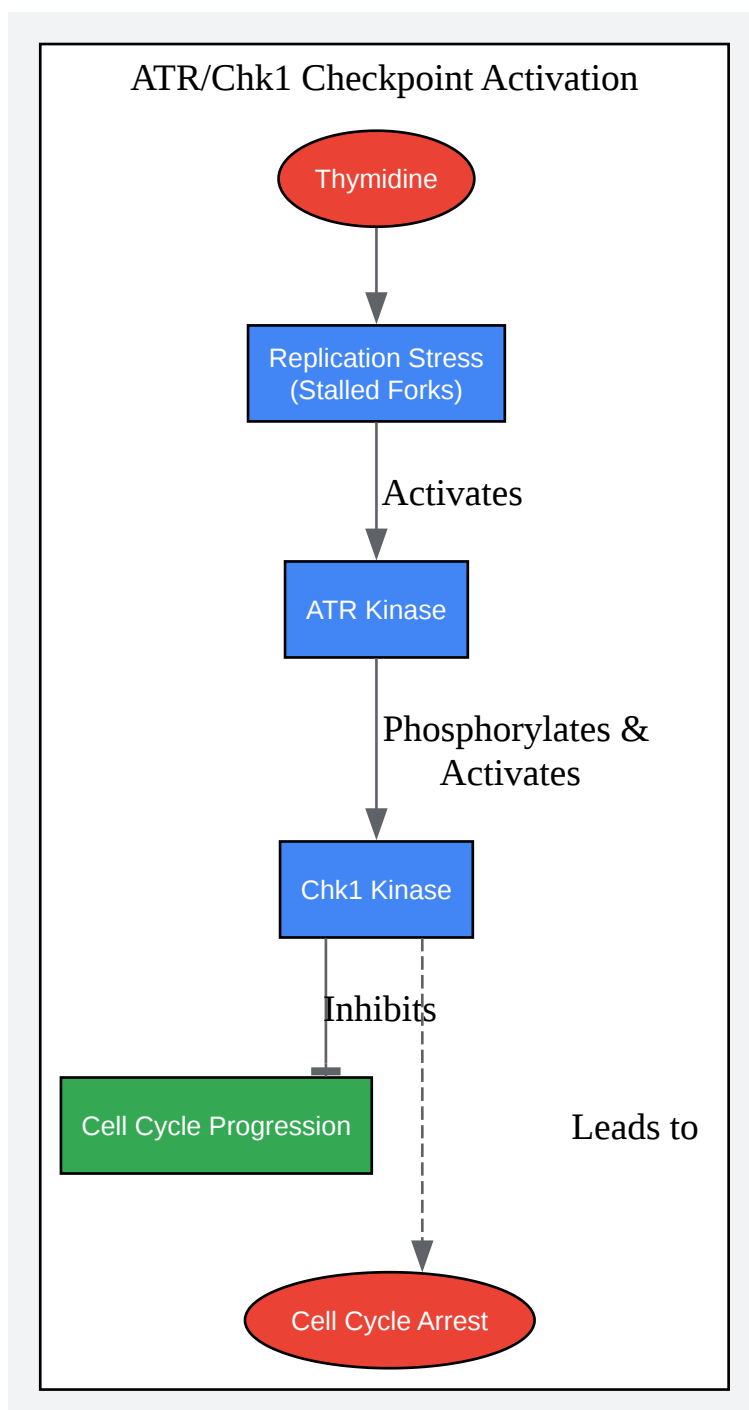 ATR/Chk1 Checkpoint Activation
Thymidine
Replication Stress
(Stalled Forks)
Activates
ATR Kinase
Phosphorylates &
Activates
Chk1 Kinase
Inhibits
Cell Cycle Progression
Leads to
Cell Cycle Arrest